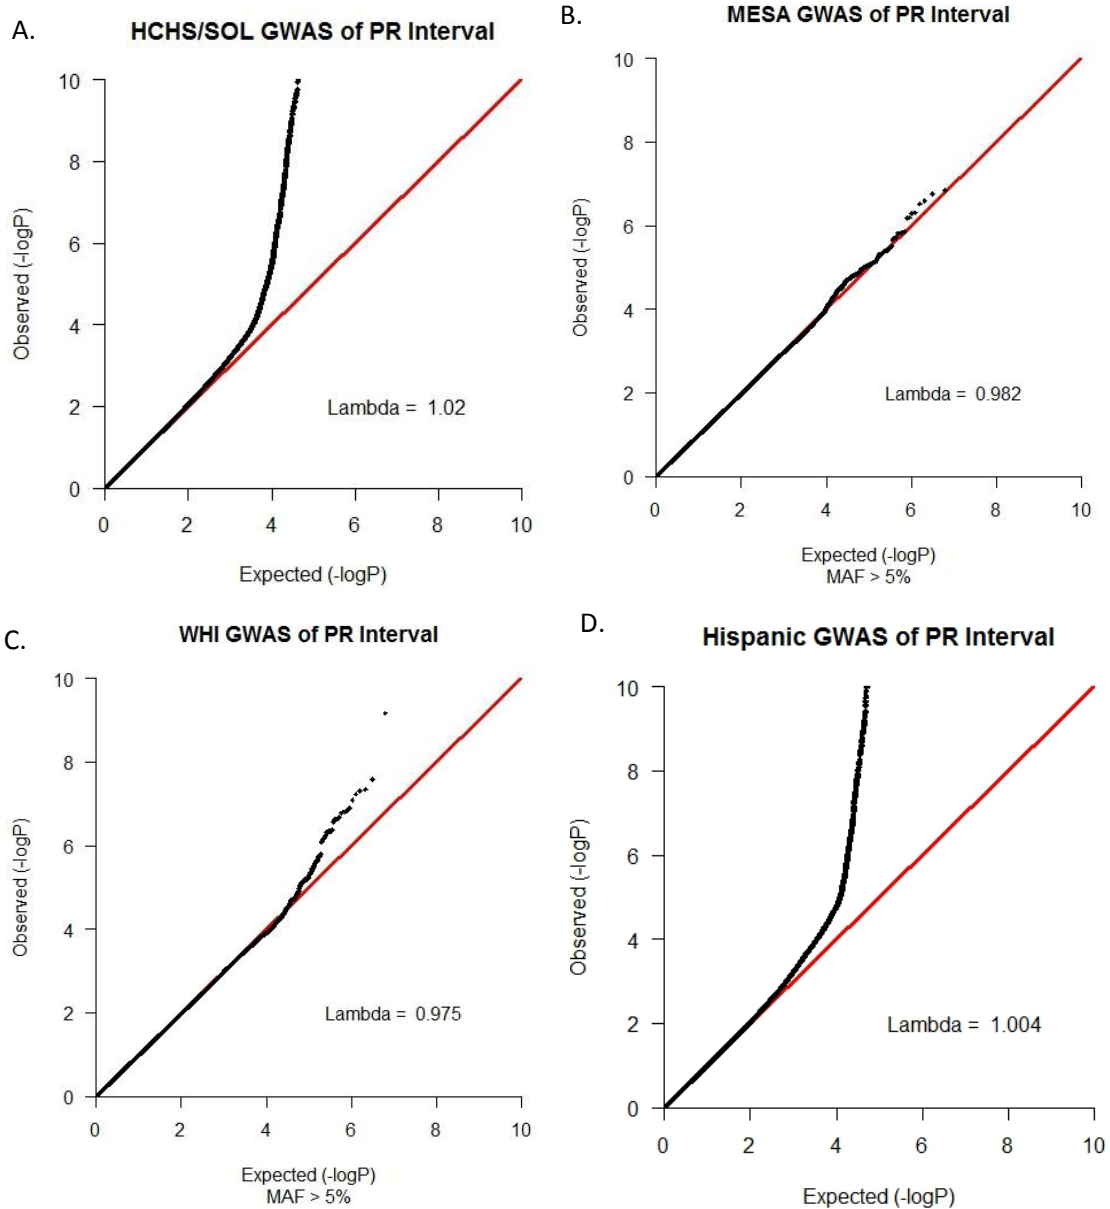 A.
HCHS/SOL GWAS of PR Interval
10
8
6
4
2
0
Observed (-logP)
Lambda = 1.02
0 2 4 6 8 10
Expected (-logP)
B.
MESA GWAS of PR Interval
10
8
6
4
2
0
Observed (-logP)
Lambda = 0.982
0 2 4 6 8 10
Expected (-logP)
MAF > 5%
C.
WHI GWAS of PR Interval
10
8
6
4
2
0
Observed (-logP)
Lambda = 0.975
0 2 4 6 8 10
Expected (-logP)
MAF > 5%
D.
Hispanic GWAS of PR Interval
10
8
6
4
2
0
Observed (-logP)
Lambda = 1.004
0 2 4 6 8 10
Expected (-logP)